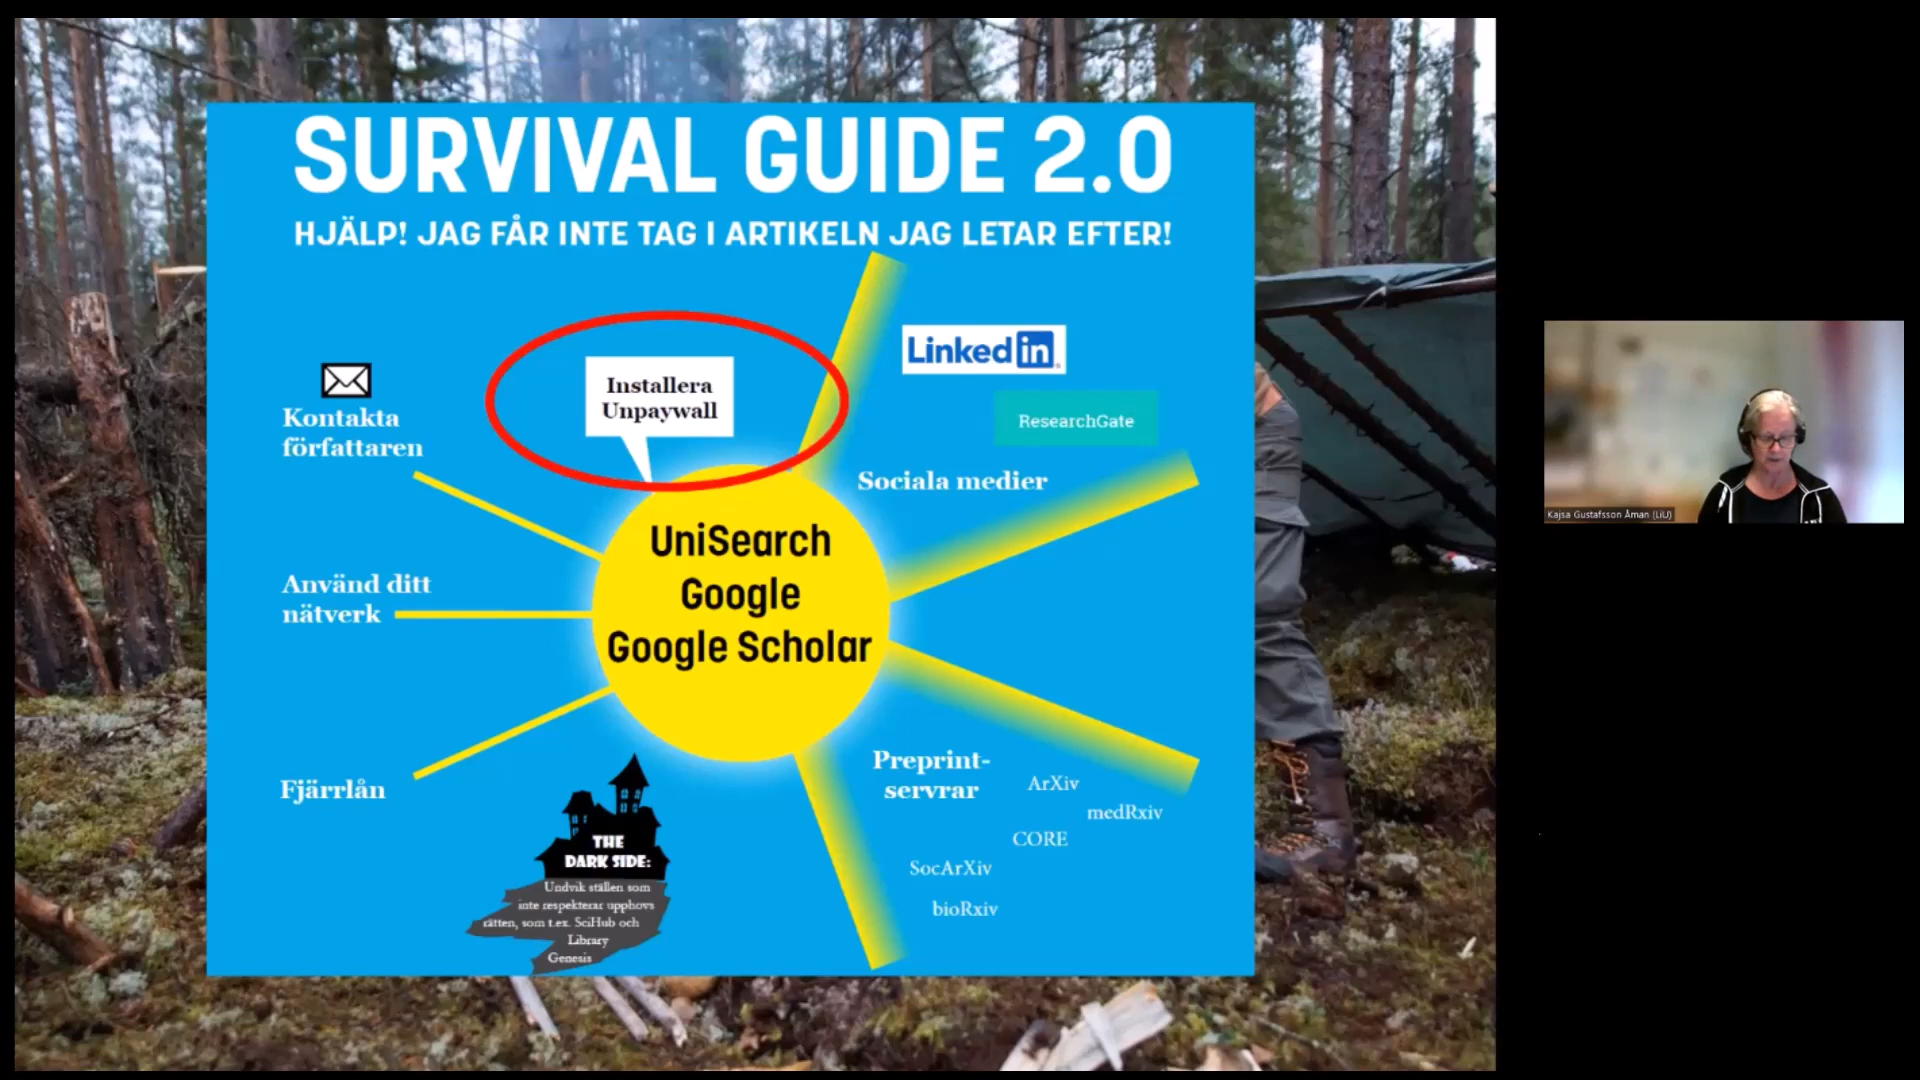 SURVIVAL GUIDE 2.0
HJÄLP! JAG FÅR INTE TAG I ARTIKELN JAG LETAR EFTER!
Linkedin
ResearchGate
Sociala medier
Installera
Unpaywall
Kontakta
författaren
Använd ditt
nätverk
Fjärrlån
UniSearch
Google
Google Scholar
THE
DARK SIDE:
Undvik ställen som
inte respekterar upphovs
rätten, som t.ex. SciHub och
Library
Genesis
Preprint-
servrar
ArXiv
medRxiv
CORE
SocArXiv
bioRxiv
Kajsa Gustafsson Åman (LiU)